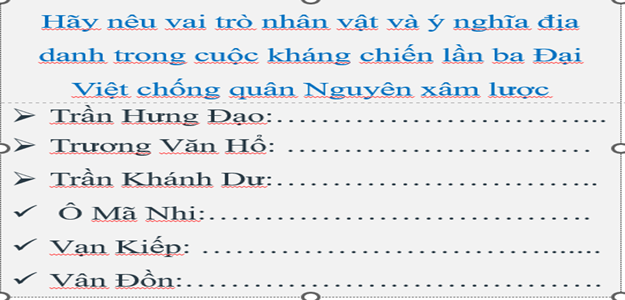 Hãy nêu vai trò nhân vật và ý nghĩa địa
danh trong cuộc kháng chiến lần ba Đại
Việt chống quân Nguyên xâm lược
➢ Trần Hưng Đạo:……………………………..
➢ Trương Văn Hổ: …………………………
➢ Trần Khánh Dư:…………………………..
✓ Ô Mã Nhi:………………………………
✓ Vạn Kiếp: ………………………………...
✓ Vân Đồn:…………………………………